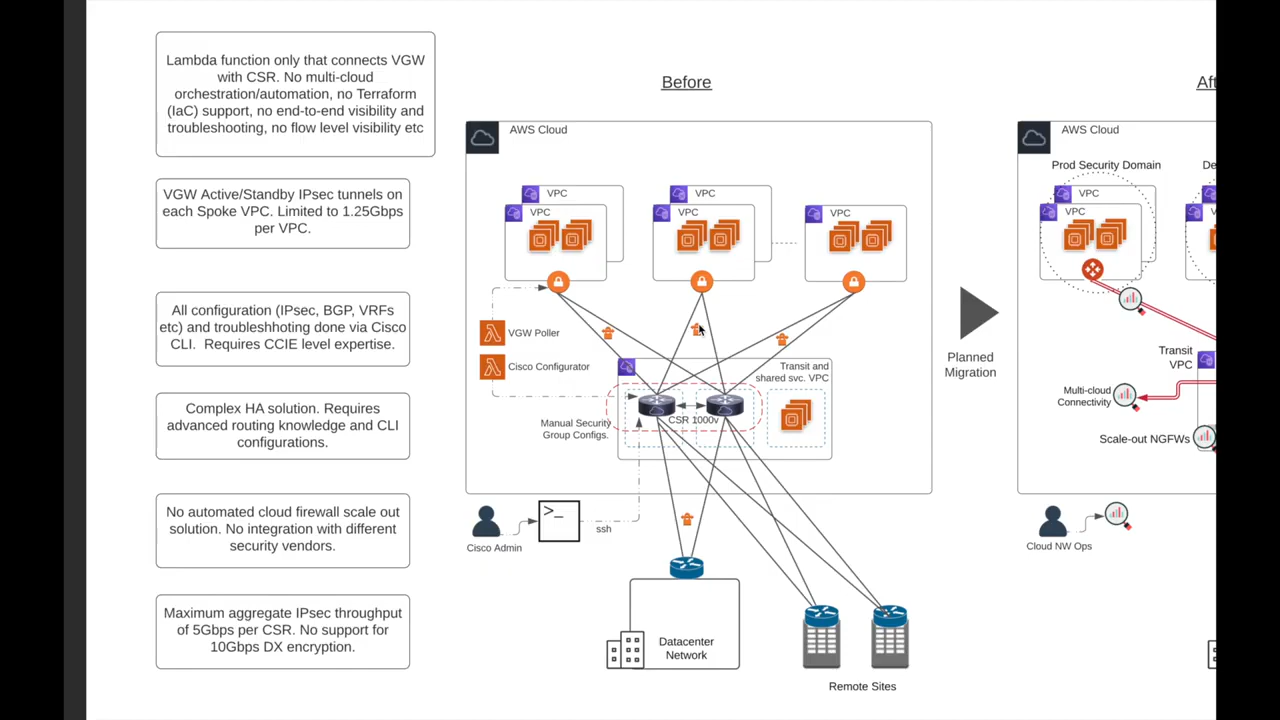 Lambda function only that connects VGW
with CSR. No multi-cloud
orchestration/automation, no Terraform
(IaC) support, no end-to-end visibility and
troubleshooting, no flow level visibility etc
VGW Active/Standby IPsec tunnels on
each Spoke VPC. Limited to 1.25Gbps
per VPC.
All configuration (IPsec, BGP, VRFs
etc) and troubleshhoting done via Cisco
CLI. Requires CCIE level expertise.
Complex HA solution. Requires
advanced routing knowledge and CLI
configurations.
No automated cloud firewall scale out
solution. No integration with different
security vendors.
Maximum aggregate IPsec throughput
of 5Gbps per CSR. No support for
10Gbps DX encryption.
Before
AWS Cloud
VPC
VPC
VPC
VPC
VPC
VGW Poller
Cisco Configurator
Transit and
shared svc. VPC
CSR 1000v
Manual Security
Group Configs.
>_
ssh
Cisco Admin
Datacenter
Network
Remote Sites
Planned
Migration
Aft
AWS Cloud
Prod Security Domain
De
VPC
VPC
V
Transit
VPC
Multi-cloud
Connectivity
Scale-out NGFWs
Cloud NW Ops